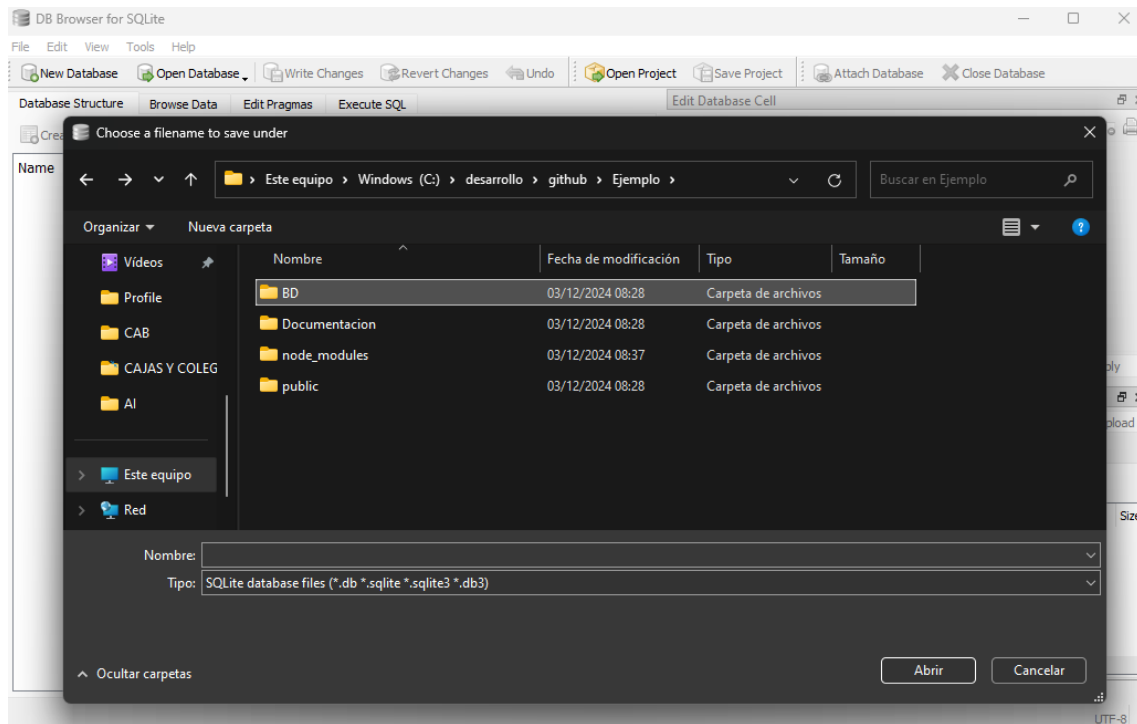 DB Browser for SQLite
File Edit View Tools Help
New Database Open Database Write Changes Revert Changes Undo Open Project Save Project Attach Database Close Database
Database Structure Browse Data Edit Pragmas Execute SQL Edit Database Cell
Choose a filename to save under
Name
Este equipo > Windows (C:) > desarrollo > github > Ejemplo >
Buscar en Ejemplo
Organizar Nueva carpeta
Nombre Fecha de modificación Tipo Tamaño
Vídeos
Profile
CAB
CAJAS Y COLEG
AI
Este equipo
Red
BD 03/12/2024 08:28 Carpeta de archivos
Documentacion 03/12/2024 08:28 Carpeta de archivos
node_modules 03/12/2024 08:37 Carpeta de archivos
public 03/12/2024 08:28 Carpeta de archivos
Nombre:
Tipo: SQLite database files (*.db *.sqlite *.sqlite3 *.db3)
Ocultar carpetas
Abrir Cancelar
UTF-8